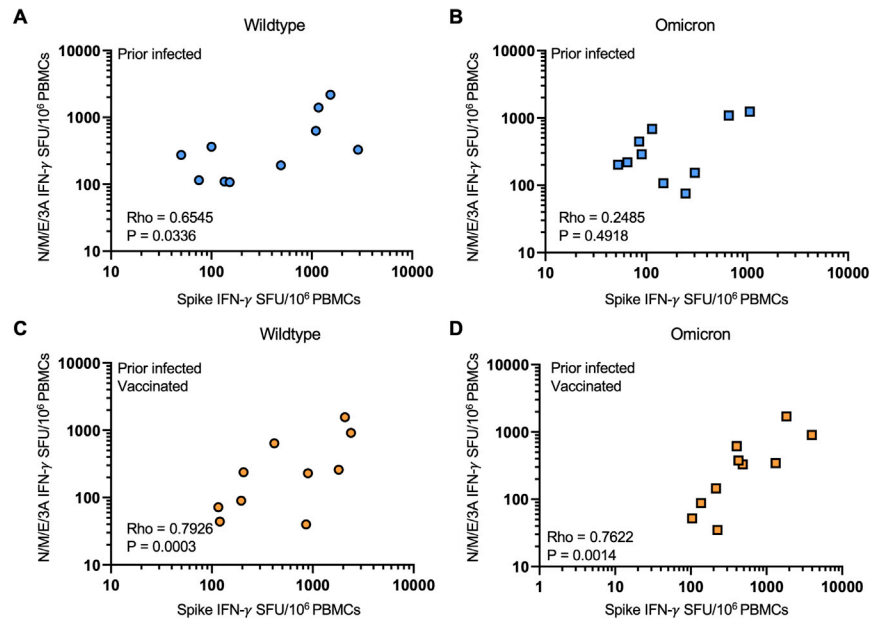 A
Wildtype
Prior infected
N/M/E/3A IFN-γ SFU/10⁶ PBMCs
10000
1000
100
10
Rho = 0.6545
P = 0.0336
10 100 1000 10000
Spike IFN-γ SFU/10⁶ PBMCs
B
Omicron
Prior infected
N/M/E/3A IFN-γ SFU/10⁶ PBMCs
10000
1000
100
10
Rho = 0.2485
P = 0.4918
10 100 1000 10000
Spike IFN-γ SFU/10⁶ PBMCs
C
Wildtype
Prior infected
Vaccinated
N/M/E/3A IFN-γ SFU/10⁶ PBMCs
10000
1000
100
10
Rho = 0.7926
P = 0.0003
10 100 1000 10000
Spike IFN-γ SFU/10⁶ PBMCs
D
Omicron
Prior infected
Vaccinated
N/M/E/3A IFN-γ SFU/10⁶ PBMCs
10000
1000
100
10
Rho = 0.7622
P = 0.0014
1 10 100 1000 10000
Spike IFN-γ SFU/10⁶ PBMCs